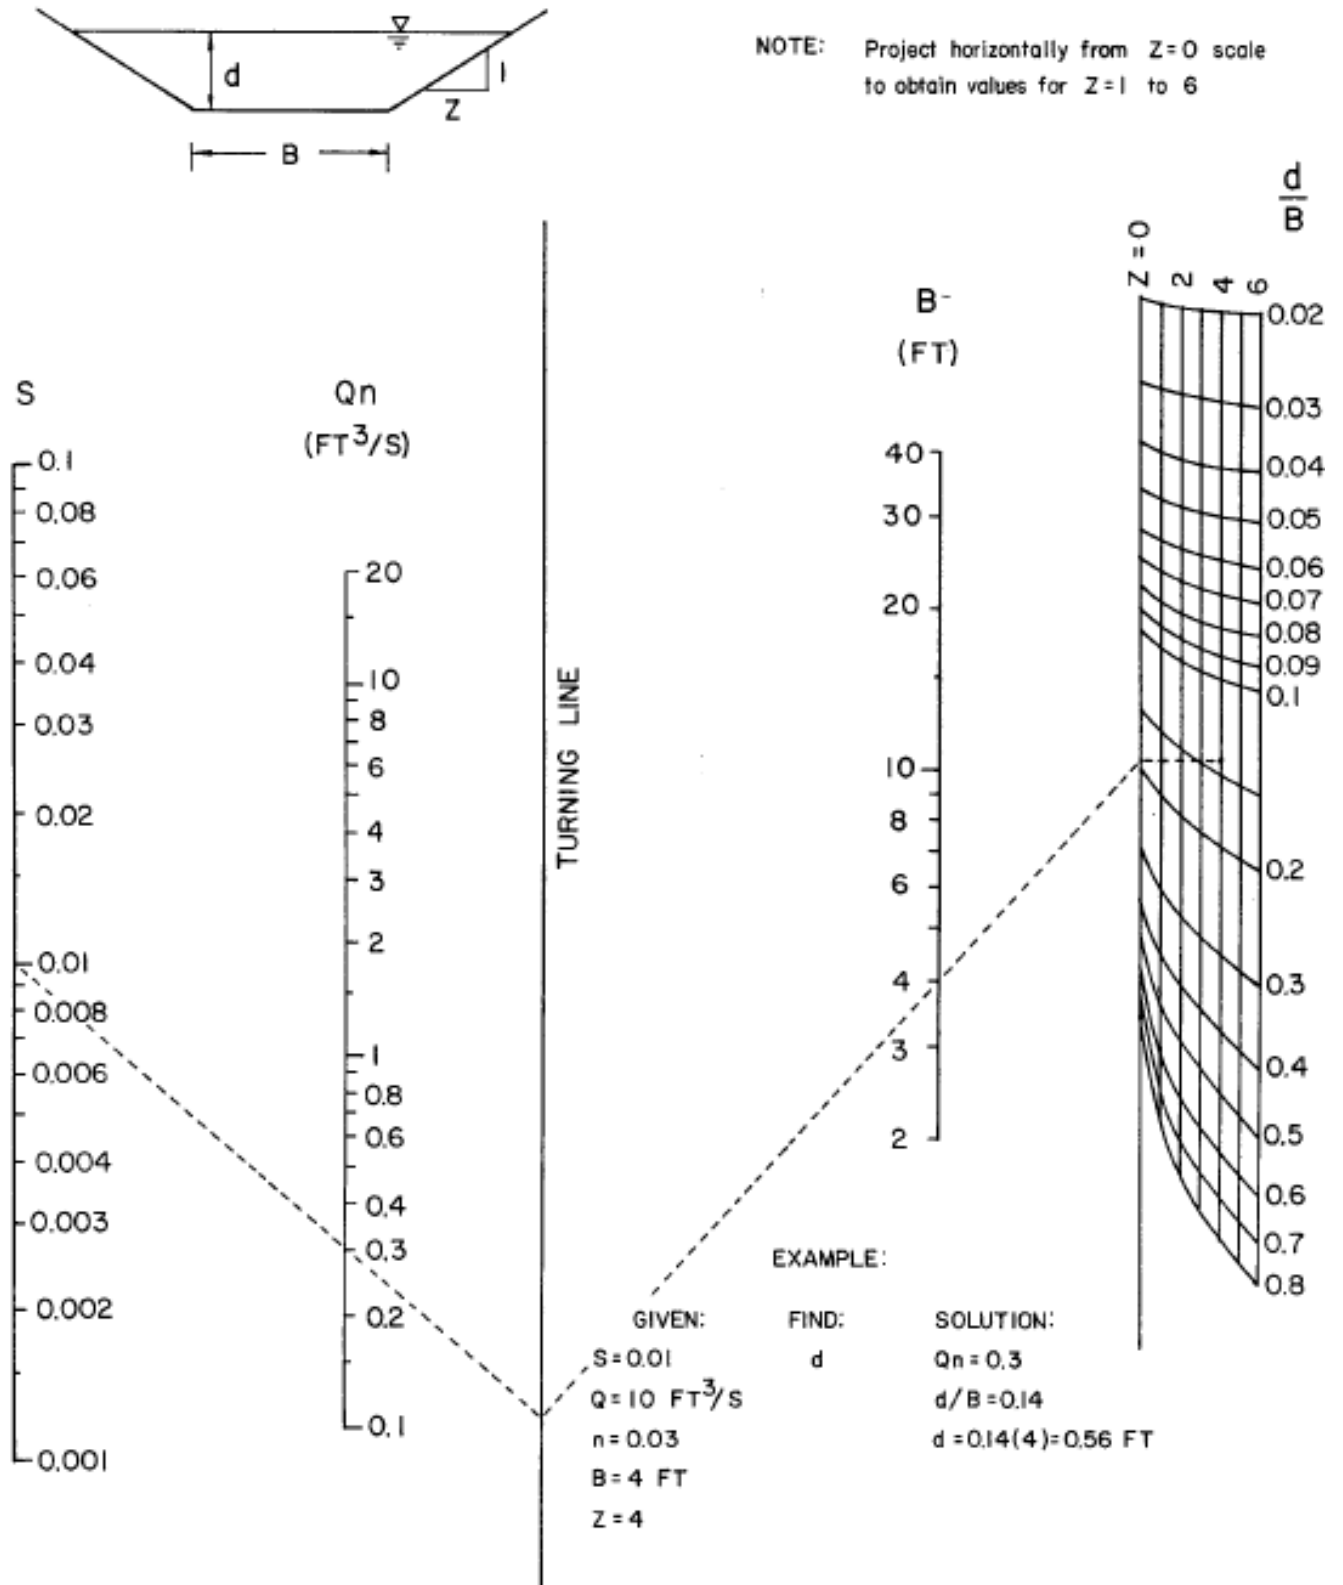 NOTE: Project horizontally from Z=0 scale
to obtain values for Z=1 to 6
d
1
Z
B
d
B
Z=0
2
4
6
B
(FT)
S
Qn
(FT³/S)
TURNING LINE
0.1
0.08
0.06
0.04
0.03
0.02
0.01
0.008
0.006
0.004
0.003
0.002
0.001
20
10
8
6
4
3
2
1
0.8
0.6
0.4
0.3
0.2
0.1
40
30
20
10
8
6
4
3
2
0.02
0.03
0.04
0.05
0.06
0.07
0.08
0.09
0.1
0.2
0.3
0.4
0.5
0.6
0.7
0.8
EXAMPLE:
GIVEN: FIND: SOLUTION:
S=0.01 d Qn=0.3
Q=10 FT³/S d/B=0.14
n=0.03 d=0.14(4)=0.56 FT
B=4 FT
Z=4